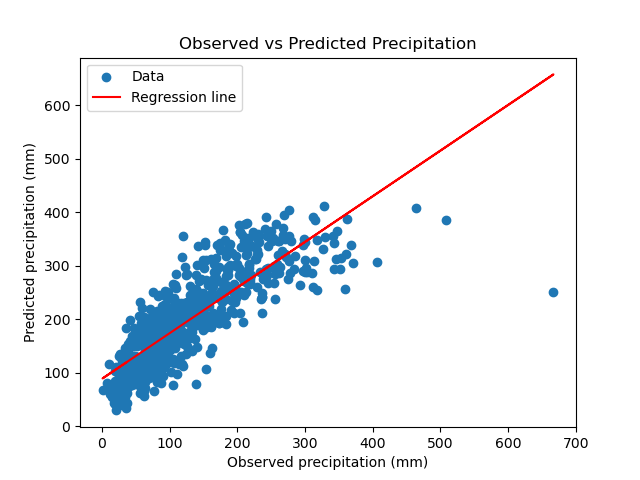 Observed vs Predicted Precipitation
Data
Regression line
Predicted precipitation (mm)
600
500
400
300
200
100
0
0 100 200 300 400 500 600 700
Observed precipitation (mm)